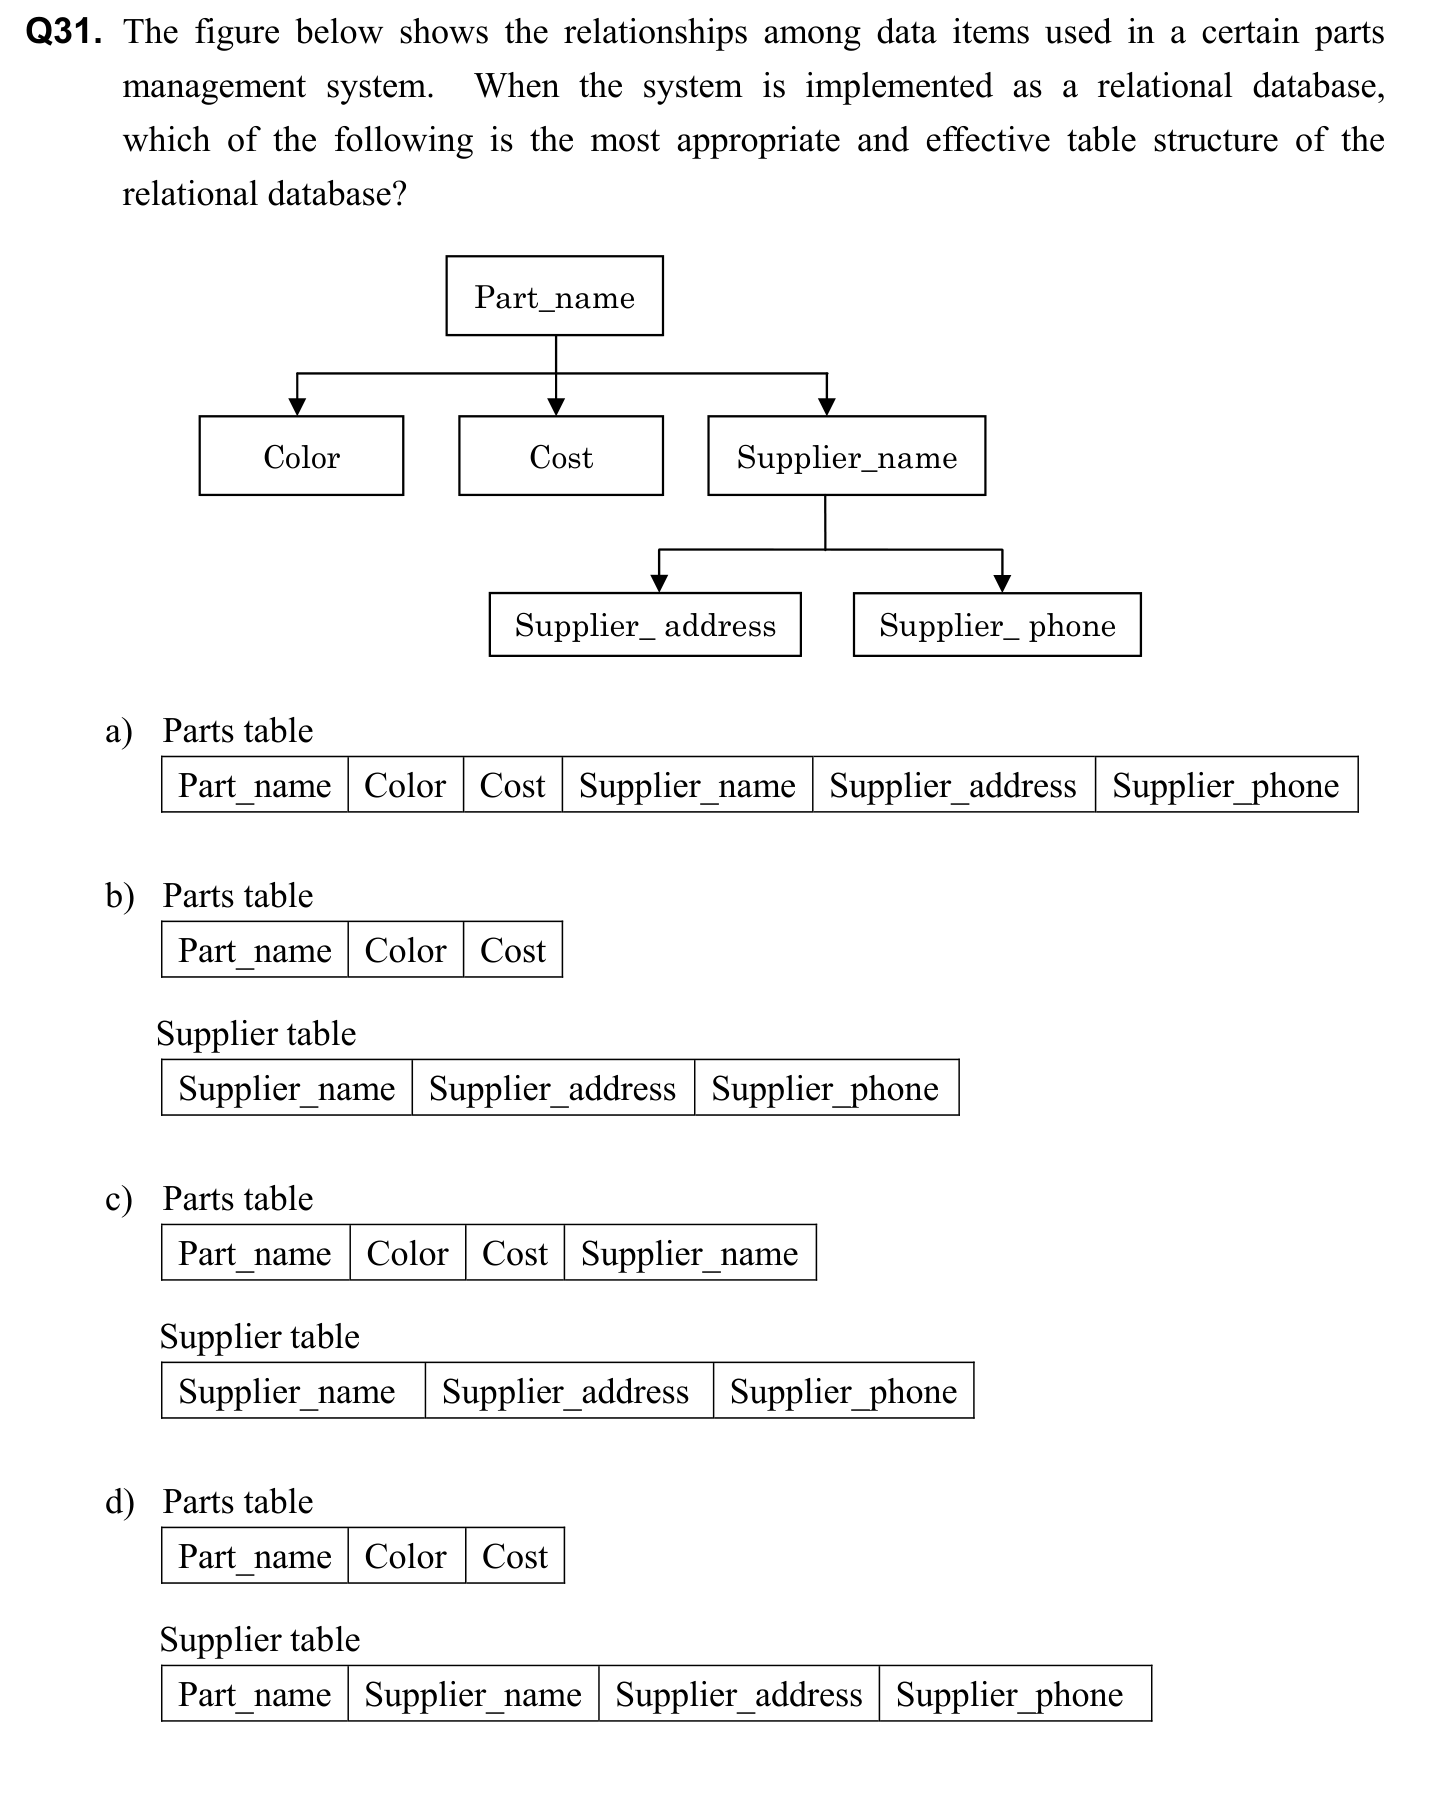 Q31. The figure below shows the relationships among data items used in a certain parts
management system. When the system is implemented as a relational database,
which of the following is the most appropriate and effective table structure of the
relational database?
Part_name
Color Cost Supplier_name
Supplier_ address Supplier_ phone
a) Parts table
Part_name Color Cost Supplier_name Supplier_address Supplier_phone
b) Parts table
Part_name Color Cost
Supplier table
Supplier_name Supplier_address Supplier_phone
c) Parts table
Part_name Color Cost Supplier_name
Supplier table
Supplier_name Supplier_address Supplier_phone
d) Parts table
Part_name Color Cost
Supplier table
Part_name Supplier_name Supplier_address Supplier_phone